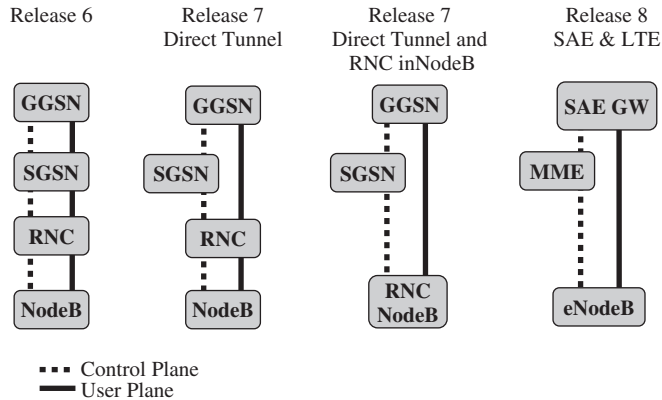 Release 6
Release 7
Direct Tunnel
Release 7
Direct Tunnel and
RNC inNodeB
Release 8
SAE & LTE
GGSN
SGSN
RNC
NodeB
GGSN
SGSN
RNC
NodeB
GGSN
SGSN
RNC
NodeB
SAE GW
MME
eNodeB
Control Plane
User Plane